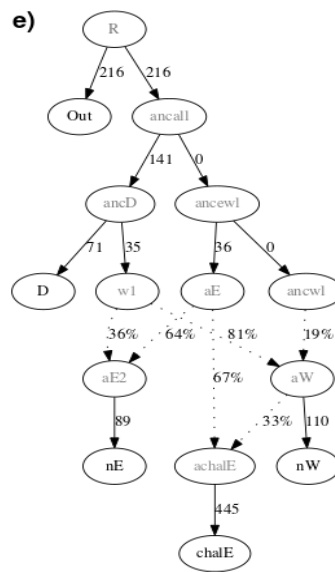 e)
R
216 216
Out ancall
141 0
ancD ancewl
71 35 36 0
D w1 aE ancwl
36% 64% 81% 19%
aE2 67% aW
89 33% 110
nE achalE nW
445
chalE